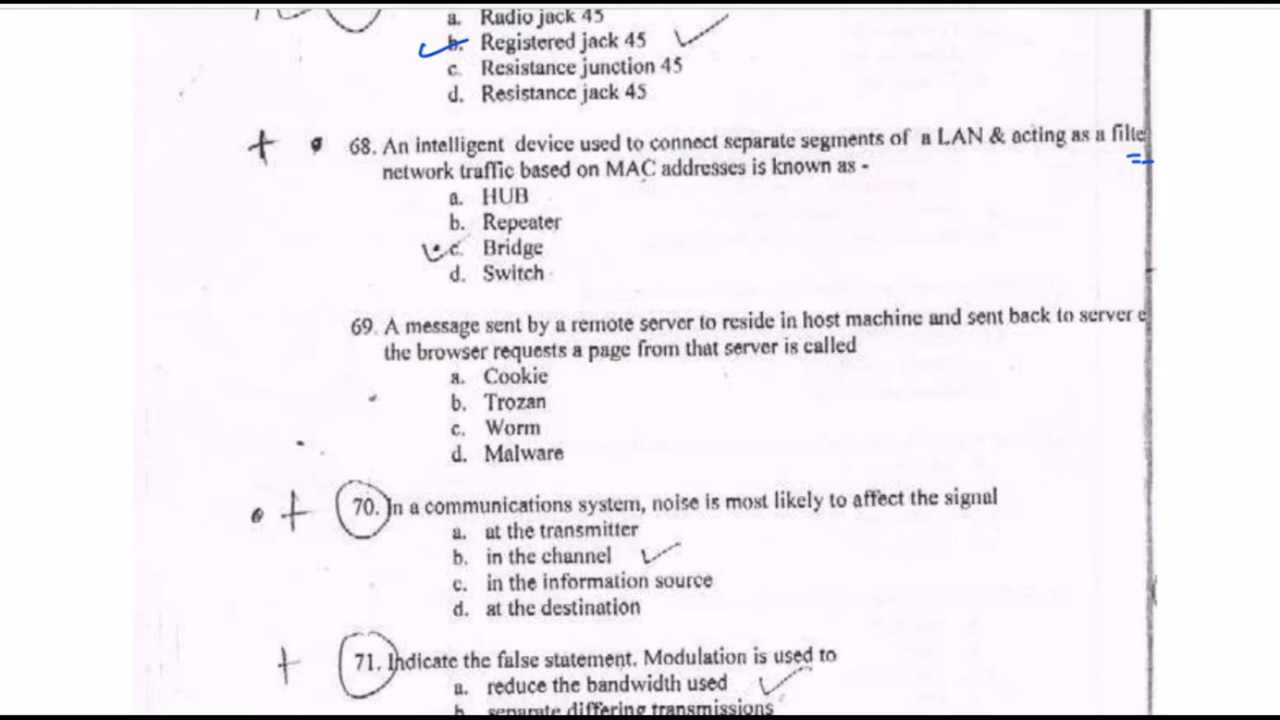 a. Radio jack 45
b. Registered jack 45
c. Resistance junction 45
d. Resistance jack 45
68. An intelligent device used to connect separate segments of a LAN & acting as a filte
network traffic based on MAC addresses is known as -
a. HUB
b. Repeater
c. Bridge
d. Switch
69. A message sent by a remote server to reside in host machine and sent back to server e
the browser requests a page from that server is called
a. Cookie
b. Trozan
c. Worm
d. Malware
70. In a communications system, noise is most likely to affect the signal
a. at the transmitter
b. in the channel
c. in the information source
d. at the destination
71. Indicate the false statement. Modulation is used to
a. reduce the bandwidth used
b. separate differing transmissions